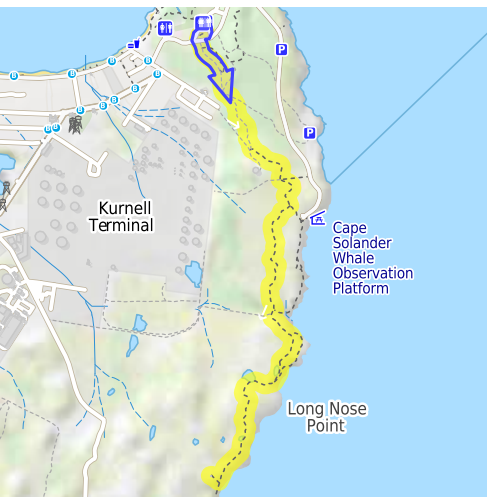 P
B
B
B
B
B
B
P
B
B
B
B
B
Kurnell
Terminal
Cape
Solander
Whale
Observation
Platform
Long Nose
Point